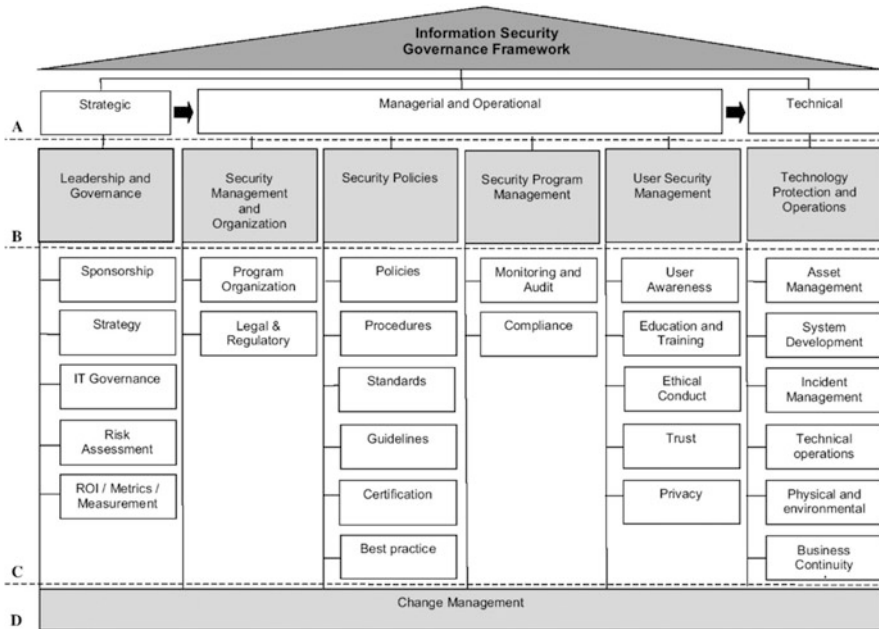 Information Security
Governance Framework
Strategic
Managerial and Operational
Technical
A
Leadership and
Governance
Security
Management
and
Organization
Security Policies
Security Program
Management
User Security
Management
Technology
Protection and
Operations
B
Sponsorship
Strategy
IT Governance
Risk
Assessment
ROI / Metrics /
Measurement
Program
Organization
Legal &
Regulatory
Policies
Procedures
Standards
Guidelines
Certification
Best practice
Monitoring and
Audit
Compliance
User
Awareness
Education and
Training
Ethical
Conduct
Trust
Privacy
Asset
Management
System
Development
Incident
Management
Technical
operations
Physical and
environmental
Business
Continuity
C
Change Management
D